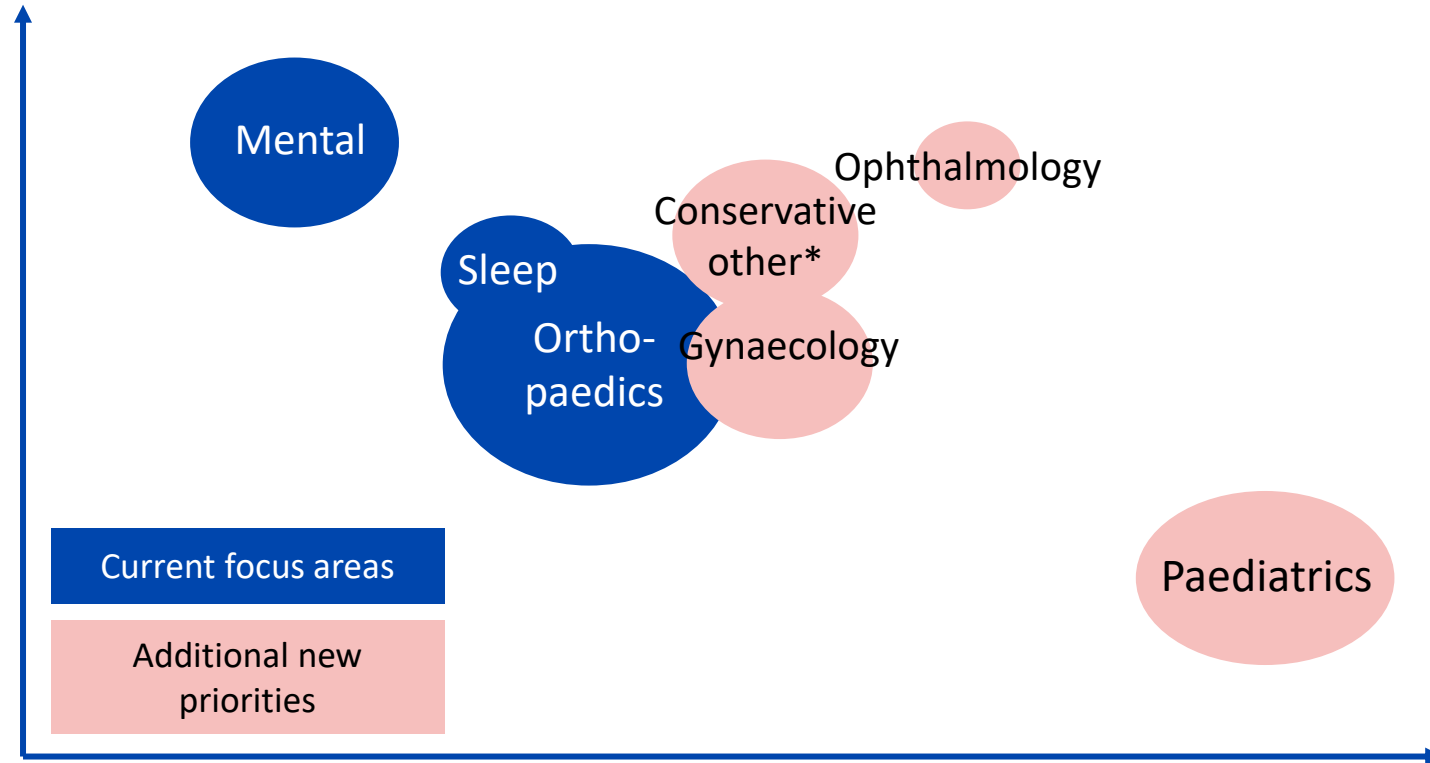 Mental
Ophthalmology
Conservative
other*
Sleep
Ortho-
paedics
Gynaecology
Current focus areas
Paediatrics
Additional new
priorities